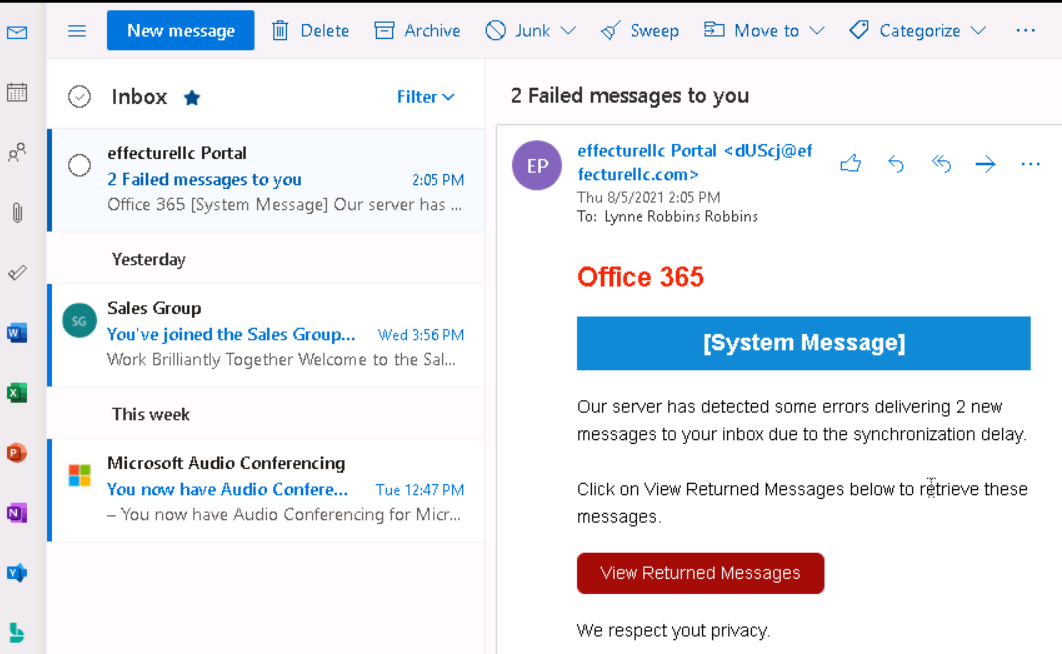 New message
Delete
Archive
Junk
Sweep
Move to
Categorize
Inbox
Filter
effecturellc Portal
2 Failed messages to you
2:05 PM
Office 365 [System Message] Our server has ...
Yesterday
SG
Sales Group
You've joined the Sales Group...
Wed 3:56 PM
Work Brilliantly Together Welcome to the Sal...
This week
Microsoft Audio Conferencing
You now have Audio Confere...
Tue 12:47 PM
– You now have Audio Conferencing for Micr...
W
X
P
N
Y
2 Failed messages to you
EP
effecturellc Portal <dUScj@ef
fecturellc.com>
Thu 8/5/2021 2:05 PM
To: Lynne Robbins Robbins
Office 365
[System Message]
Our server has detected some errors delivering 2 new
messages to your inbox due to the synchronization delay.
Click on View Returned Messages below to retrieve these
messages.
View Returned Messages
We respect yout privacy.